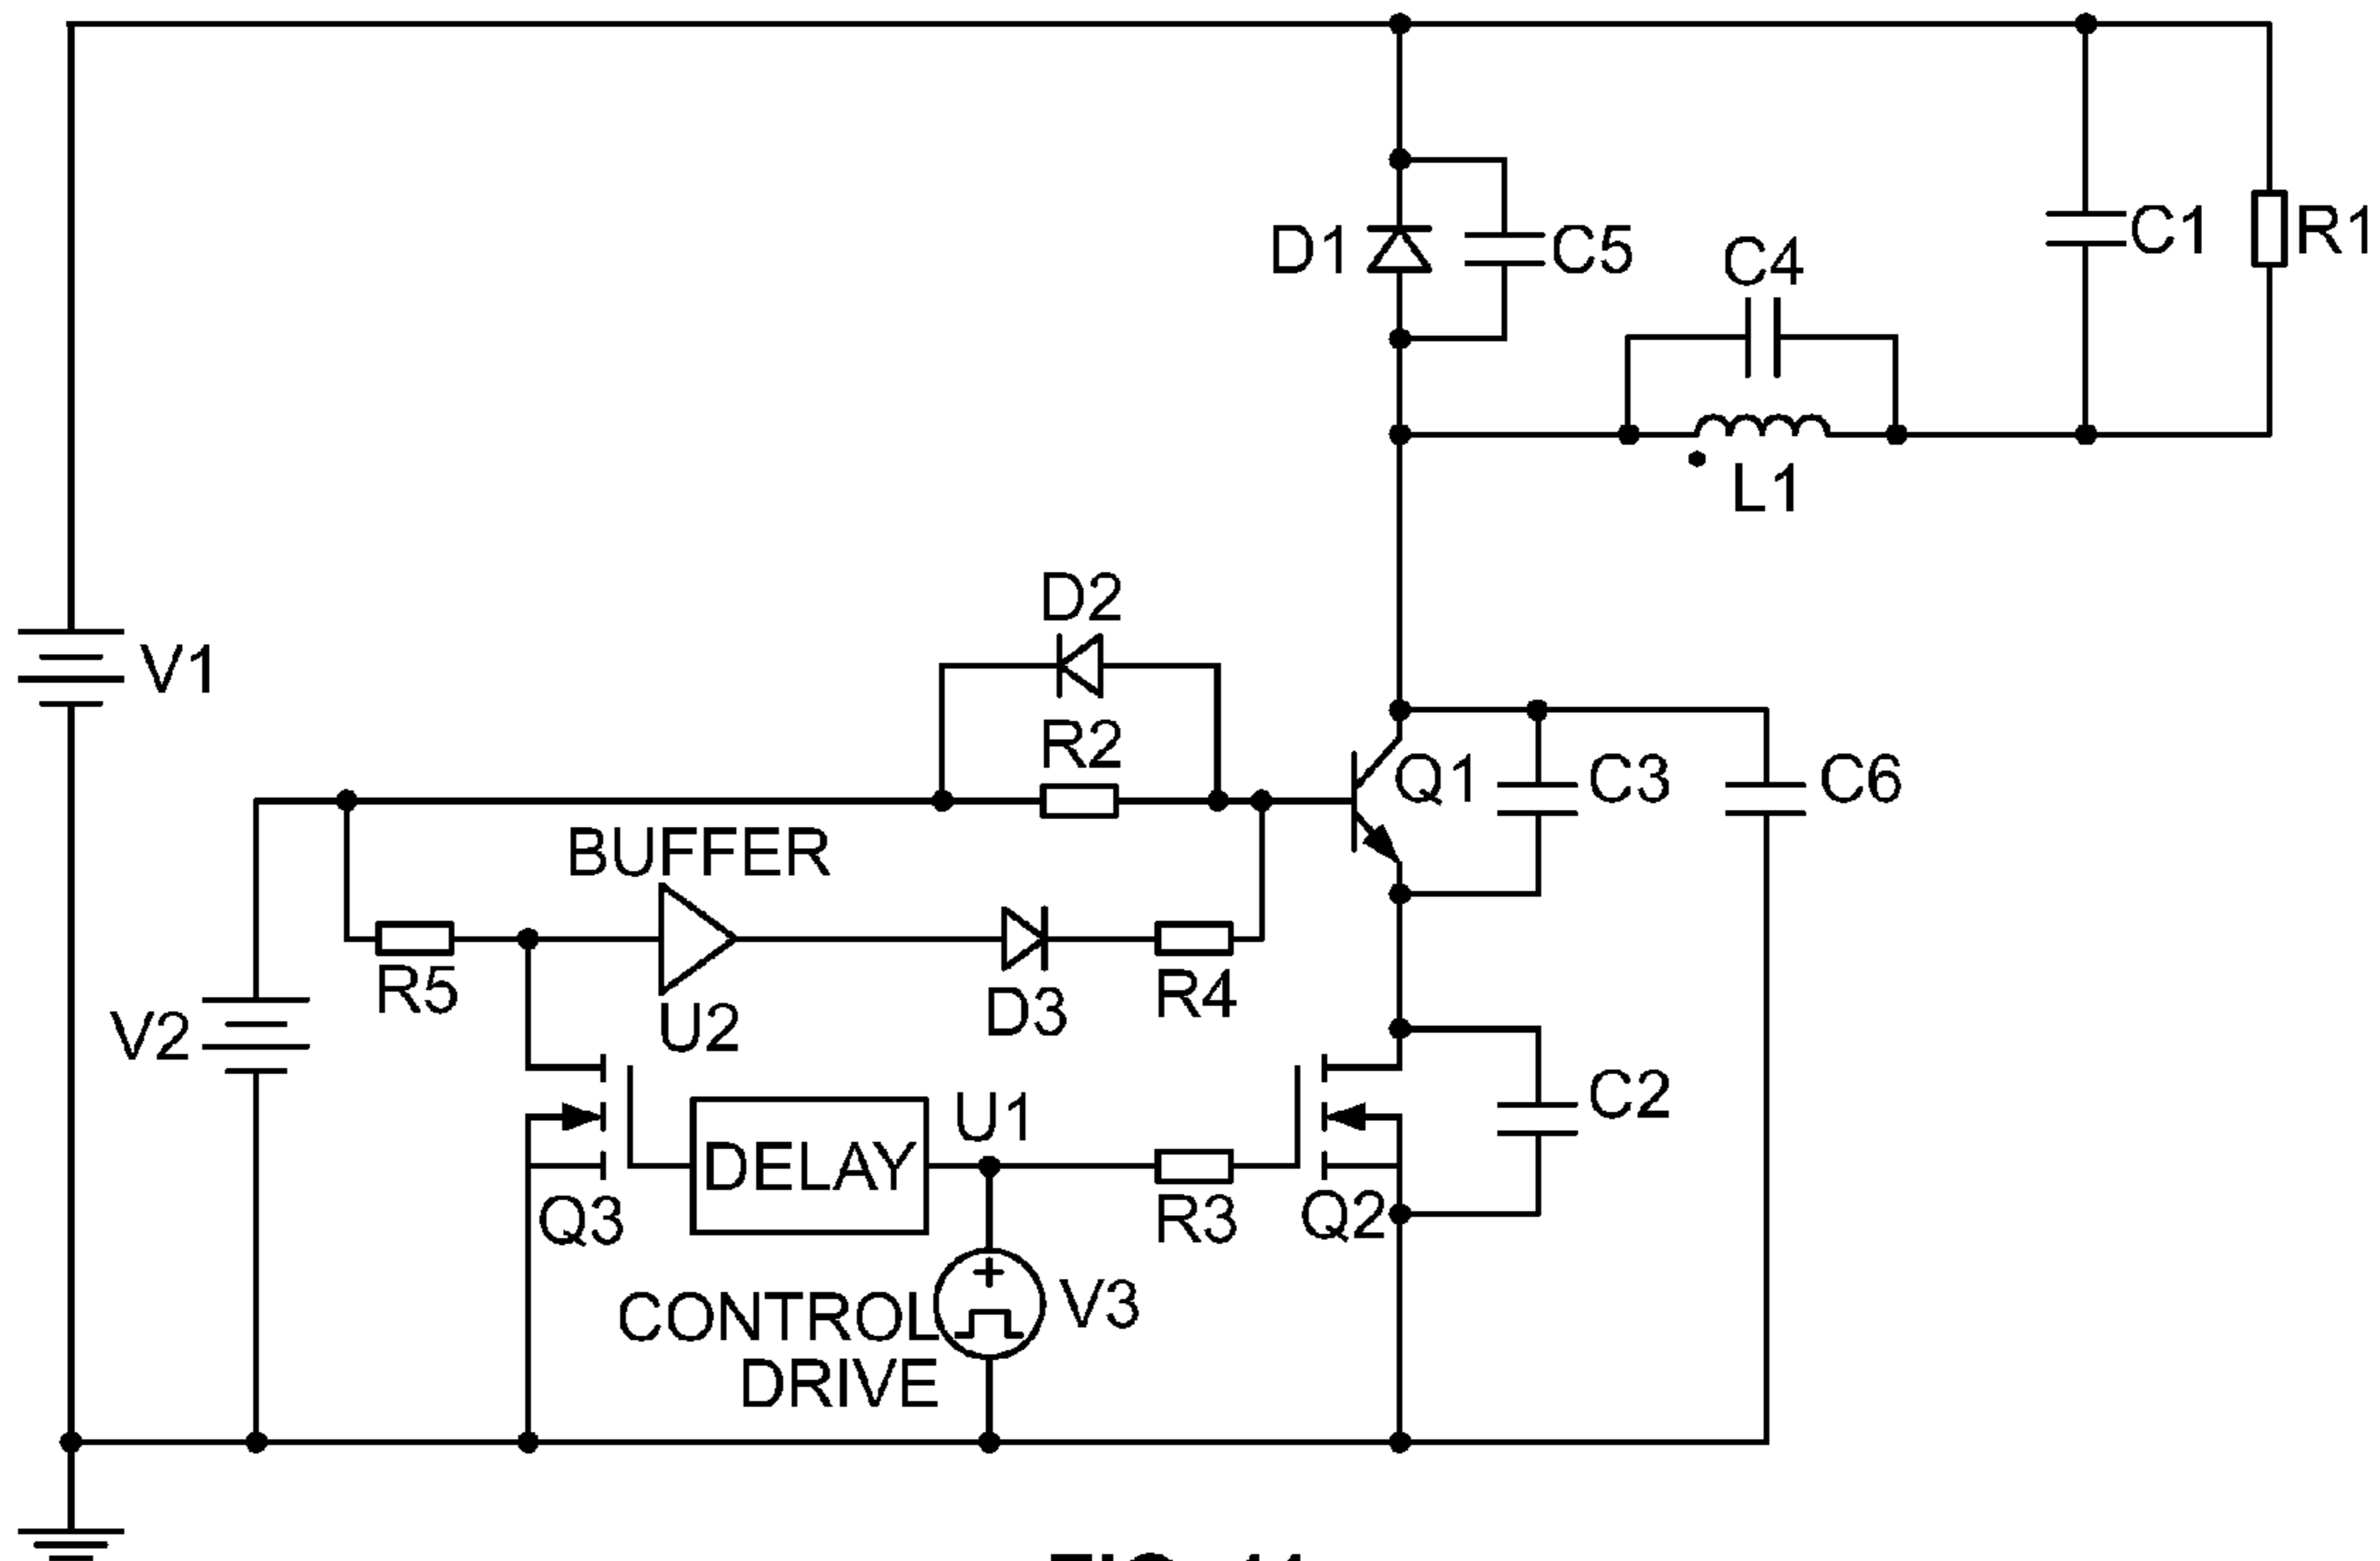 D1
C5
C4
C1
R1
L1
V1
D2
R2
Q1
C3
C6
BUFFER
R5
U2
D3
R4
V2
U1
C2
DELAY
Q3
R3
Q2
CONTROL
DRIVE
+
V3